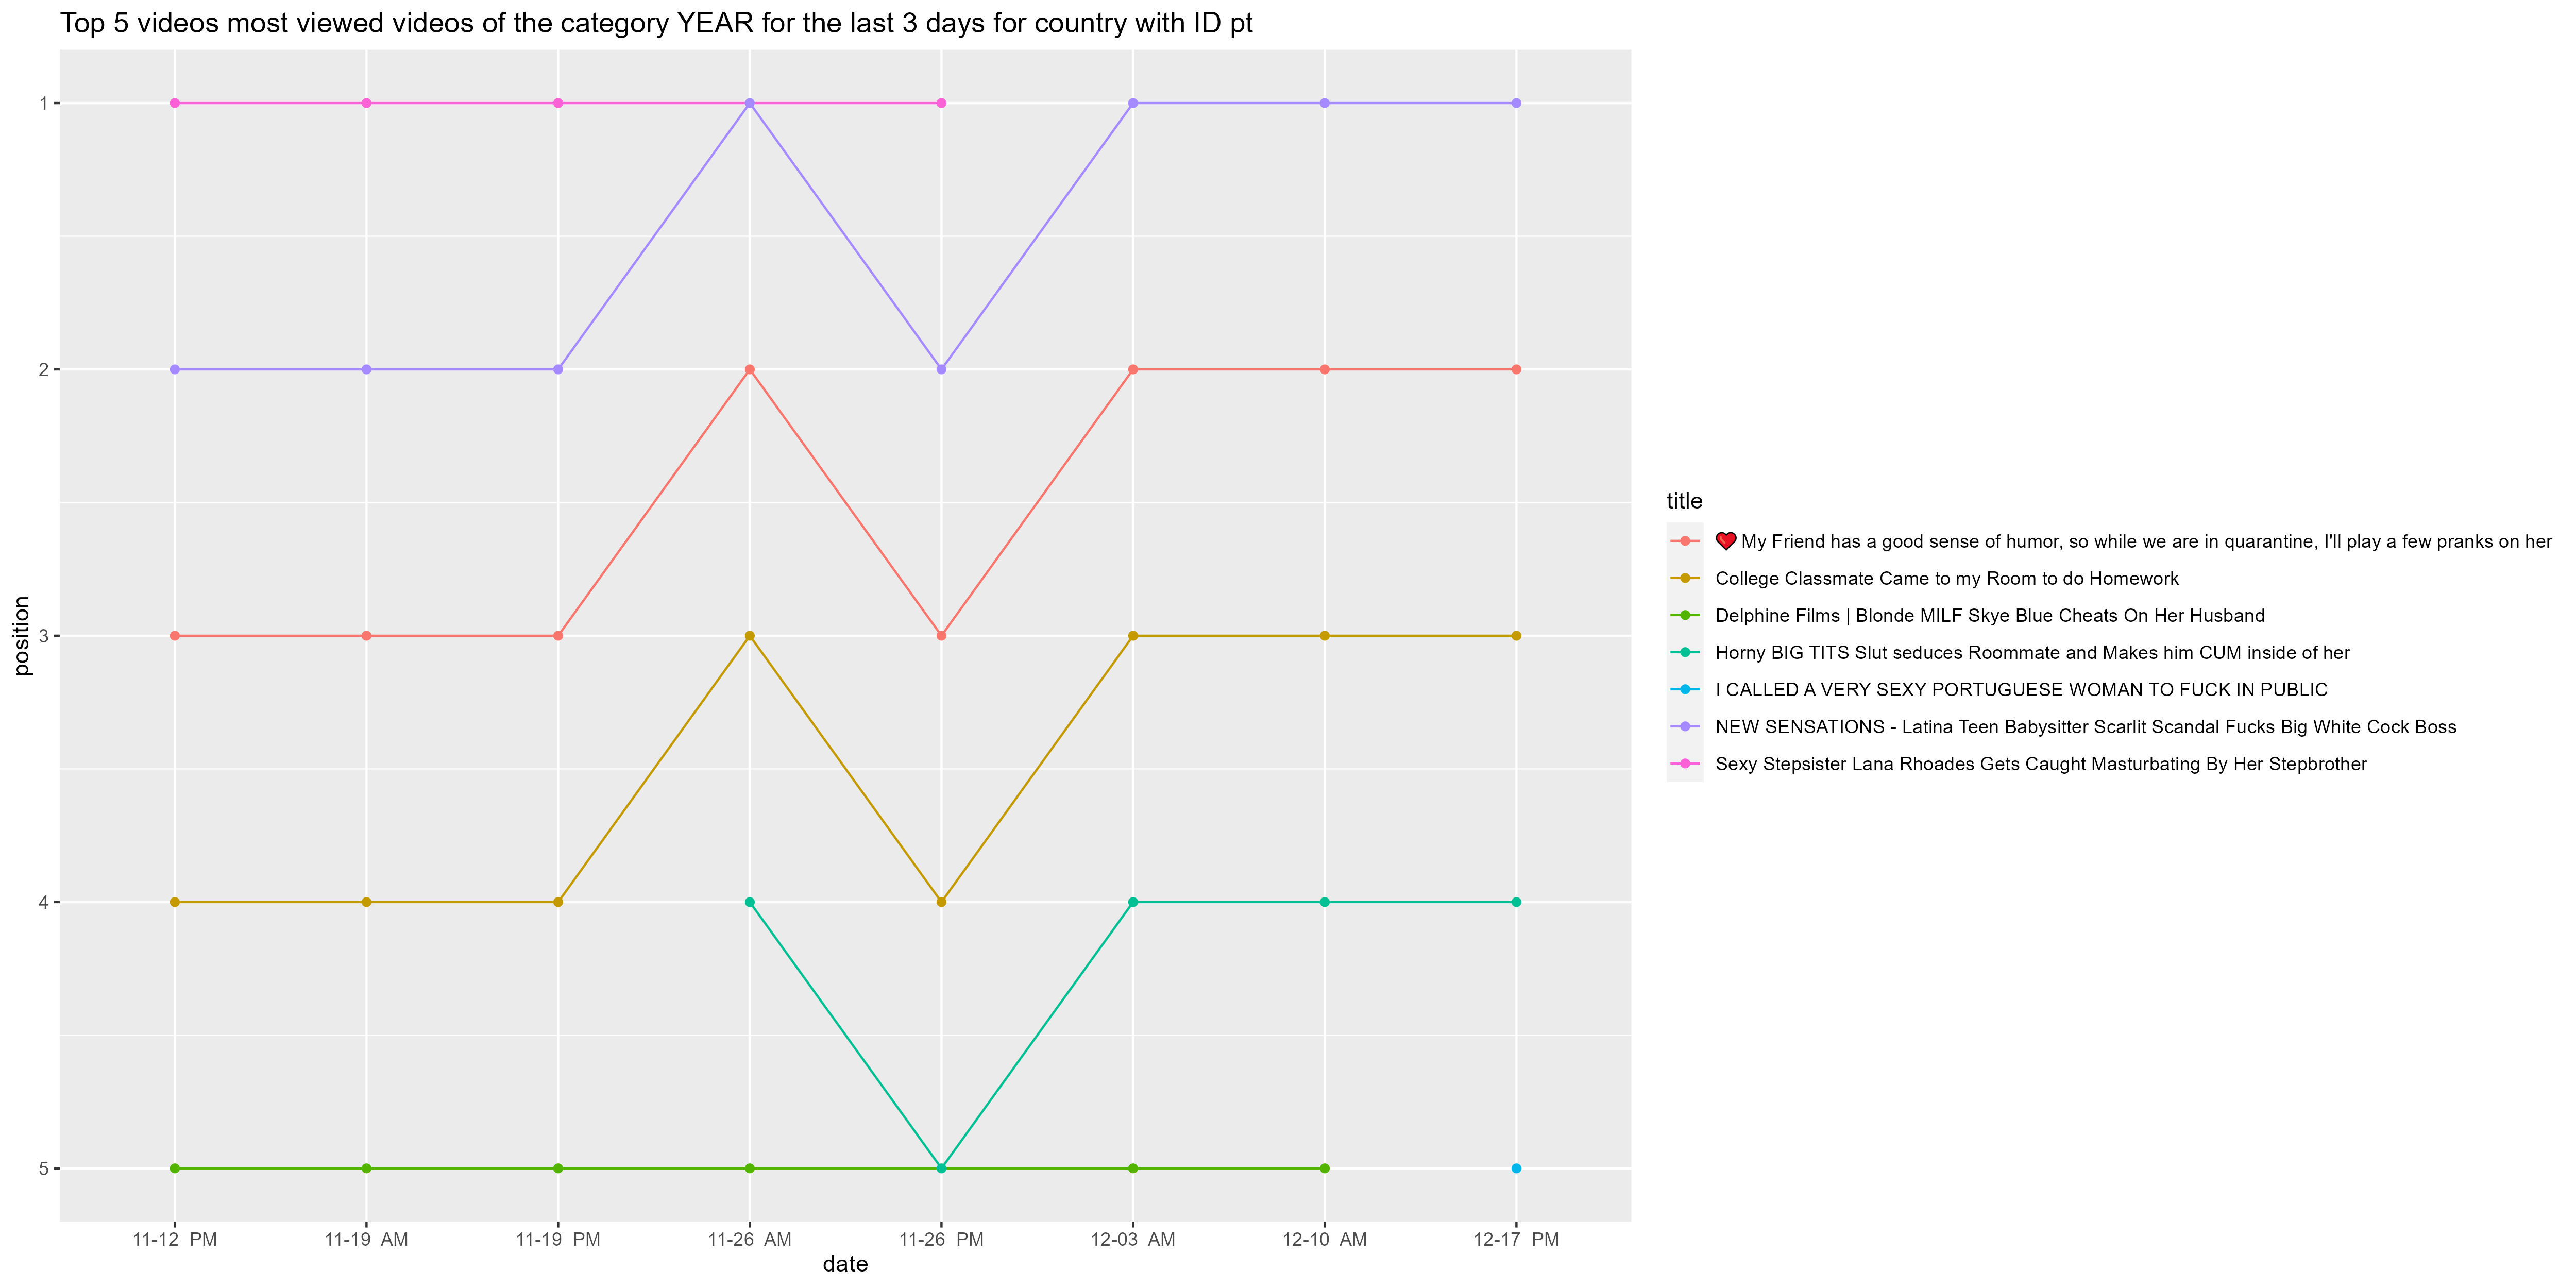 Top 5 videos most viewed videos of the category YEAR for the last 3 days for country with ID pt
1
2
3
4
5
position
11-12 PM
11-19 AM
11-19 PM
11-26 AM
11-26 PM
12-03 AM
12-10 AM
12-17 PM
date
title
❤️ My Friend has a good sense of humor, so while we are in quarantine, I'll play a few pranks on her
College Classmate Came to my Room to do Homework
Delphine Films | Blonde MILF Skye Blue Cheats On Her Husband
Horny BIG TITS Slut seduces Roommate and Makes him CUM inside of her
I CALLED A VERY SEXY PORTUGUESE WOMAN TO FUCK IN PUBLIC
NEW SENSATIONS - Latina Teen Babysitter Scarlit Scandal Fucks Big White Cock Boss
Sexy Stepsister Lana Rhoades Gets Caught Masturbating By Her Stepbrother